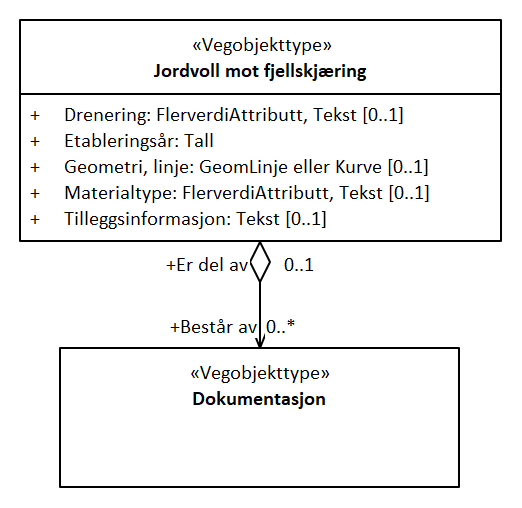 «Vegobjekttype»
Jordvoll mot fjellskjæring
+ Drenering: FlerverdiAttributt, Tekst [0..1]
+ Etableringsår: Tall
+ Geometri, linje: GeomLinje eller Kurve [0..1]
+ Materialtype: FlerverdiAttributt, Tekst [0..1]
+ Tilleggsinformasjon: Tekst [0..1]
+Er del av 0..1
+Består av 0..*
«Vegobjekttype»
Dokumentasjon